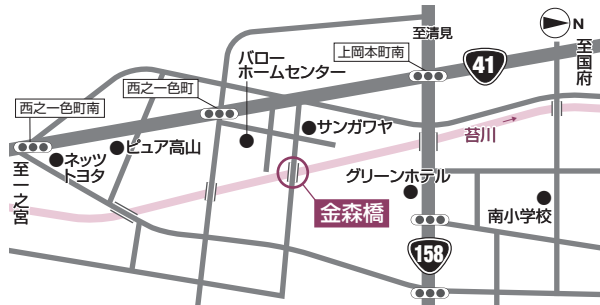 至清見
N
至国府
上岡本町南
41
バロー
ホームセンター
西之一色町
西之一色町南
サンガワヤ
苔川 →
ピュア高山
ネッツ
トヨタ
至一之宮
グリーンホテル
南小学校
金森橋
158